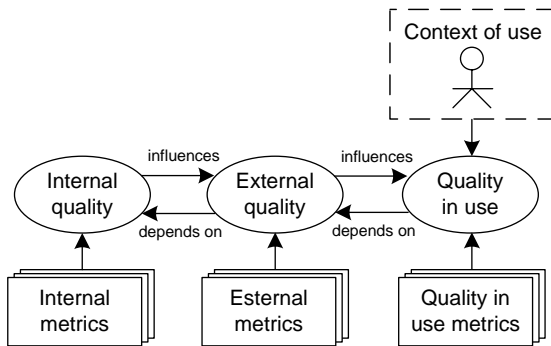 Context of use
influences
influences
Internal
quality
External
quality
Quality
in use
depends on
depends on
Internal
metrics
Esternal
metrics
Quality in
use metrics